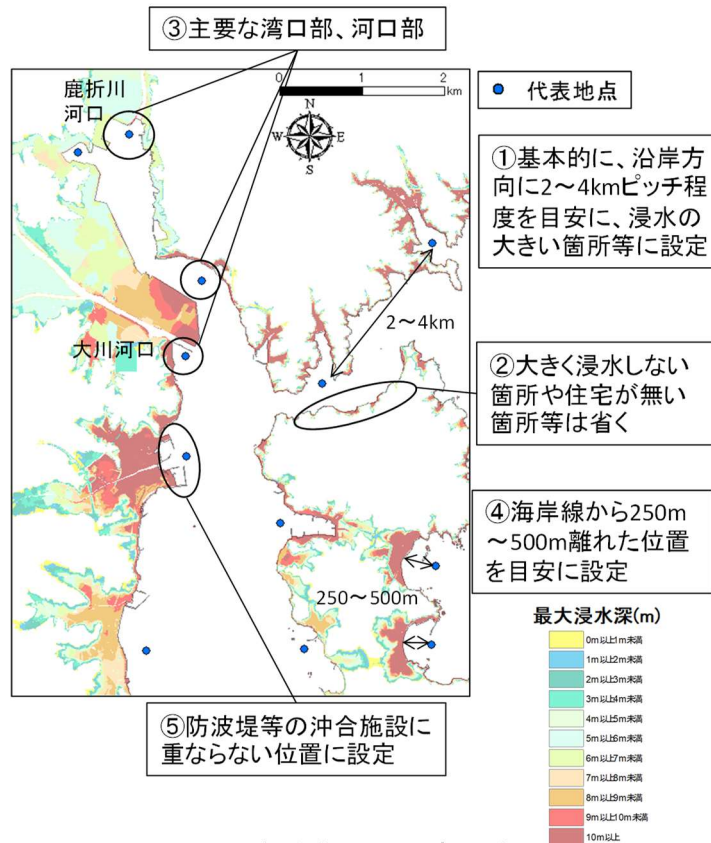 ③主要な湾口部、河口部
鹿折川
河口
0 1 2
km
N
W E
S
代表地点
①基本的に、沿岸方
向に2～4kmピッチ程
度を目安に、浸水の
大きい箇所等に設定
2～4km
大川河口
②大きく浸水しない
箇所や住宅が無い
箇所等は省く
④海岸線から250m
～500m離れた位置
を目安に設定
250～500m
⑤防波堤等の沖合施設に
重ならない位置に設定
最大浸水深(m)
0m以上1m未満
1m以上2m未満
2m以上3m未満
3m以上4m未満
4m以上5m未満
5m以上6m未満
6m以上7m未満
7m以上8m未満
8m以上9m未満
9m以上10m未満
10m以上